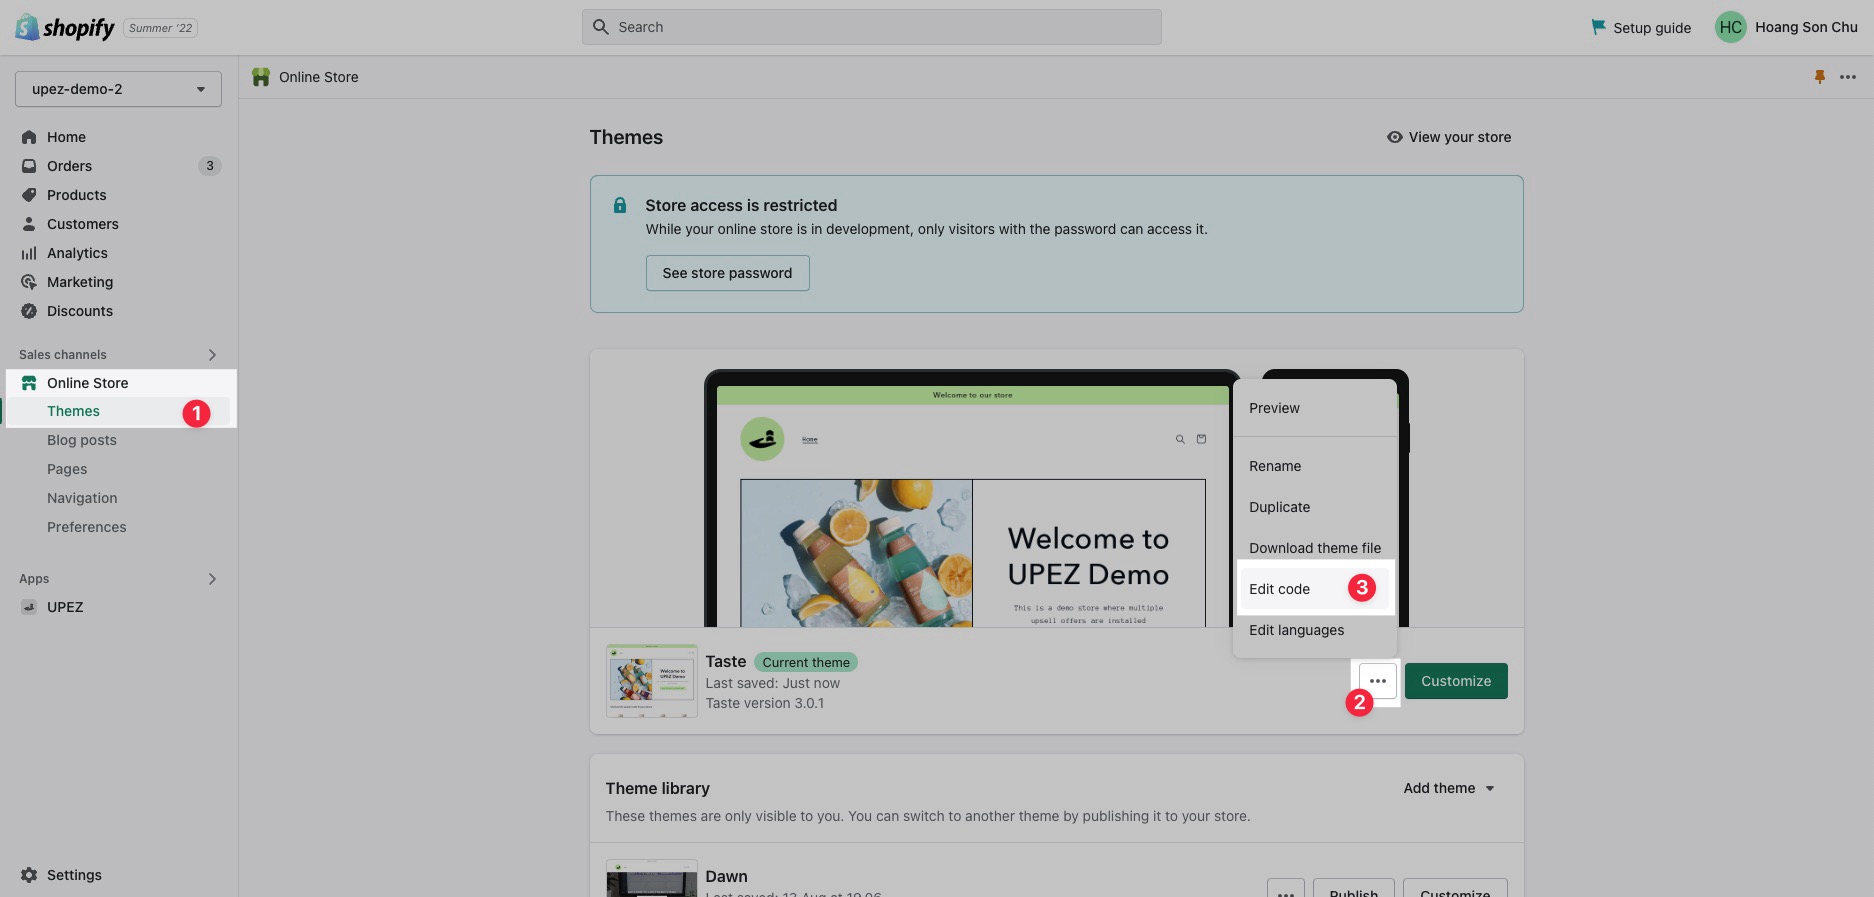 shopify
Summer '22
Search
Setup guide
HC
Hoang Son Chu
upez-demo-2
Online Store
Home
Orders
3
Products
Customers
Analytics
Marketing
Discounts
Sales channels
Online Store
Themes
1
Blog posts
Pages
Navigation
Preferences
Apps
UPEZ
Settings
Themes
View your store
Store access is restricted
While your online store is in development, only visitors with the password can access it.
See store password
Welcome to our store
Home
Welcome to
UPEZ Demo
This is a demo store where multiple
upsell offers are installed
Preview
Rename
Duplicate
Download theme file
Edit code
3
Edit languages
Taste
Current theme
Last saved: Just now
Taste version 3.0.1
2
Customize
Welcome to
UPEZ Demo
Theme library
Add theme
These themes are only visible to you. You can switch to another theme by publishing it to your store.
Dawn
Last saved: 13 Aug at 19.06
Publish
Customize